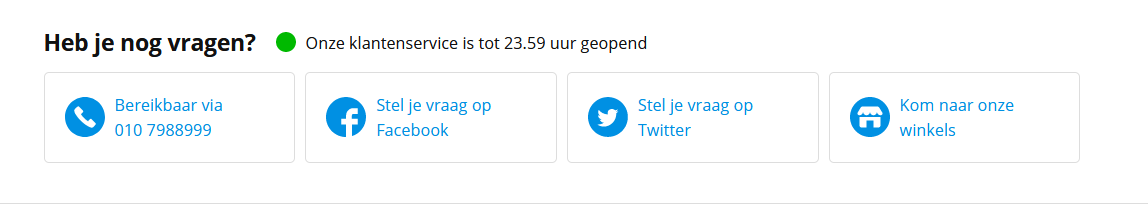 Heb je nog vragen? Onze klantenservice is tot 23.59 uur geopend
Bereikbaar via
010 7988999
Stel je vraag op
Facebook
Stel je vraag op
Twitter
Kom naar onze
winkels